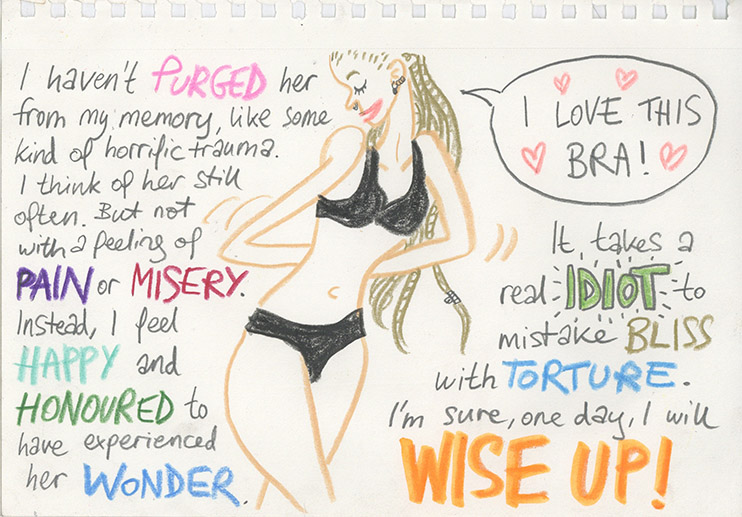 I haven't PURGED her
from my memory, like some
kind of horrific trauma.
I think of her still
often. But not
with a feeling of
PAIN or MISERY.
Instead, I feel
HAPPY and
HONOURED to
have experienced
her WONDER.
I LOVE THIS
BRA!
It takes a
real IDIOT to
mistake BLISS
with TORTURE.
I'm sure, one day, I will
WISE UP!